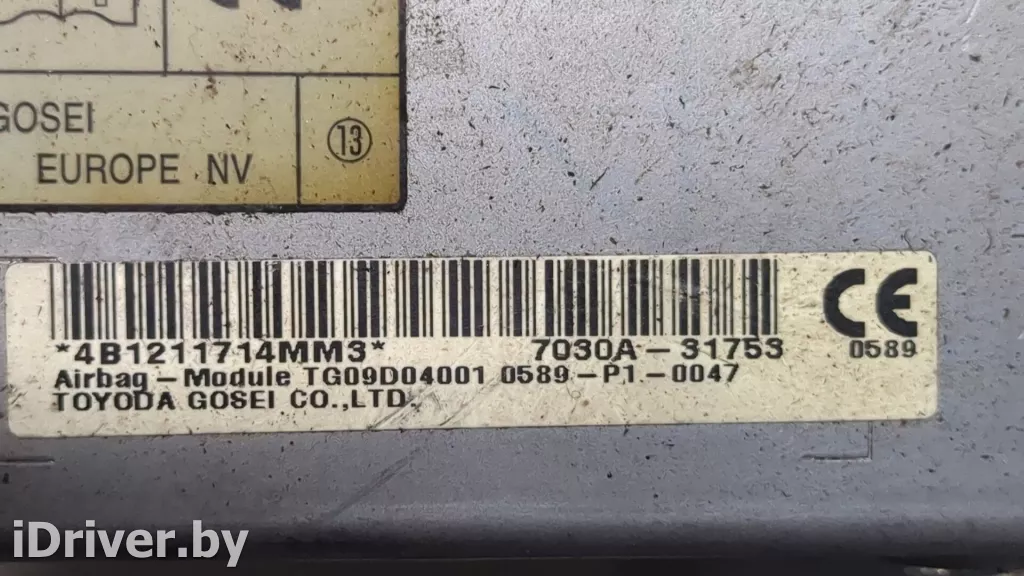 GOSEI
EUROPE NV
13
*4B1211714MM3* 7030A-31753
Airbag-Module TG09D04001 0589-P1-0047
TOYODA GOSEI CO.,LTD.
CE
0589
iDriver.by